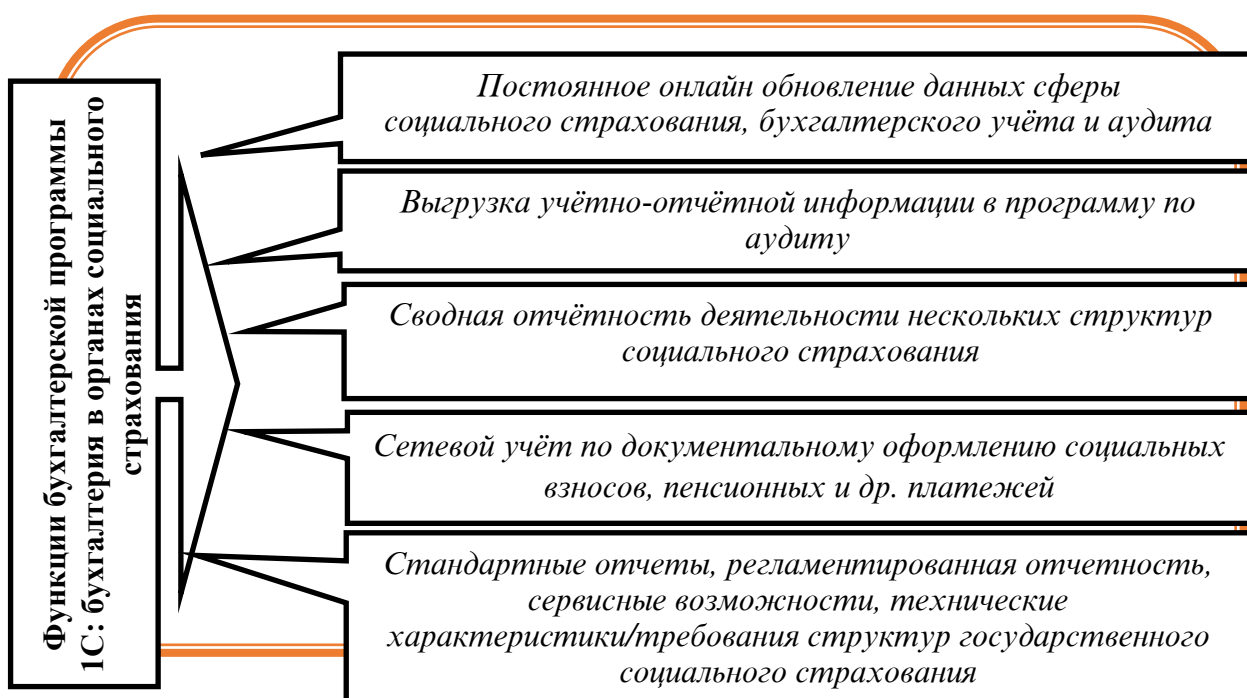 Функции бухгалтерской программы
1С: бухгалтерия в органах социального
страхования
Постоянное онлайн обновление данных сферы
социального страхования, бухгалтерского учёта и аудита
Выгрузка учётно-отчётной информации в программу по
аудиту
Сводная отчётность деятельности нескольких структур
социального страхования
Сетевой учёт по документальному оформлению социальных
взносов, пенсионных и др. платежей
Стандартные отчеты, регламентированная отчетность,
сервисные возможности, технические
характеристики/требования структур государственного
социального страхования